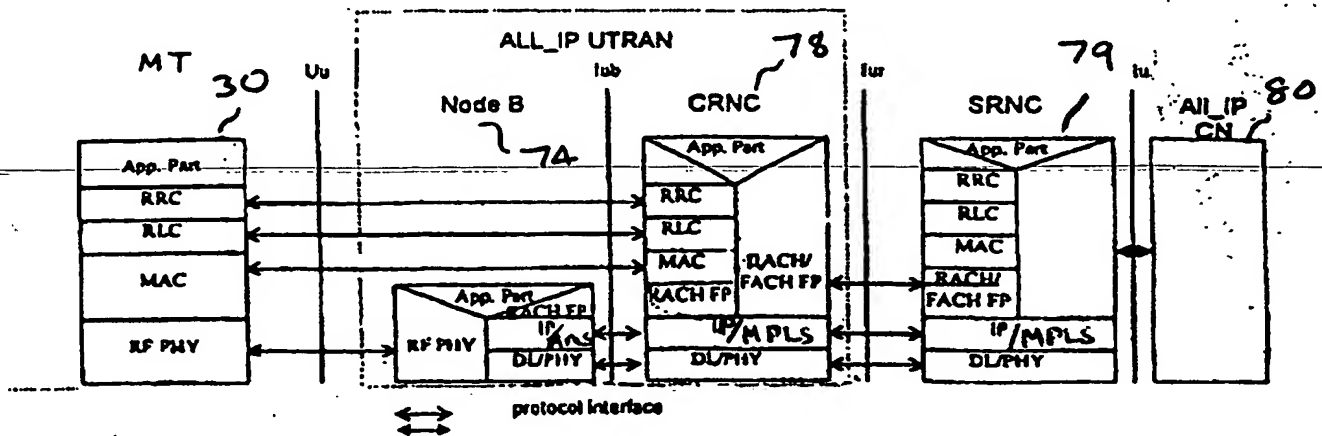 ALL_IP UTRAN
MT
Uu
Iub
78
Iur
79
Iu
30
Node B
CRNC
SRNC
All_IP
CN
80
74
App. Part
RRC
RLC
MAC
RF PHY
App. Part
RACH FP
RF PHY
IP/
DL/PHY
App. Part
RRC
RLC
MAC
RACH FP
RACH/
FACH FP
IP/MPLS
DL/PHY
App. Part
RRC
RLC
MAC
RACH/
FACH FP
IP/MPLS
DL/PHY
protocol interface